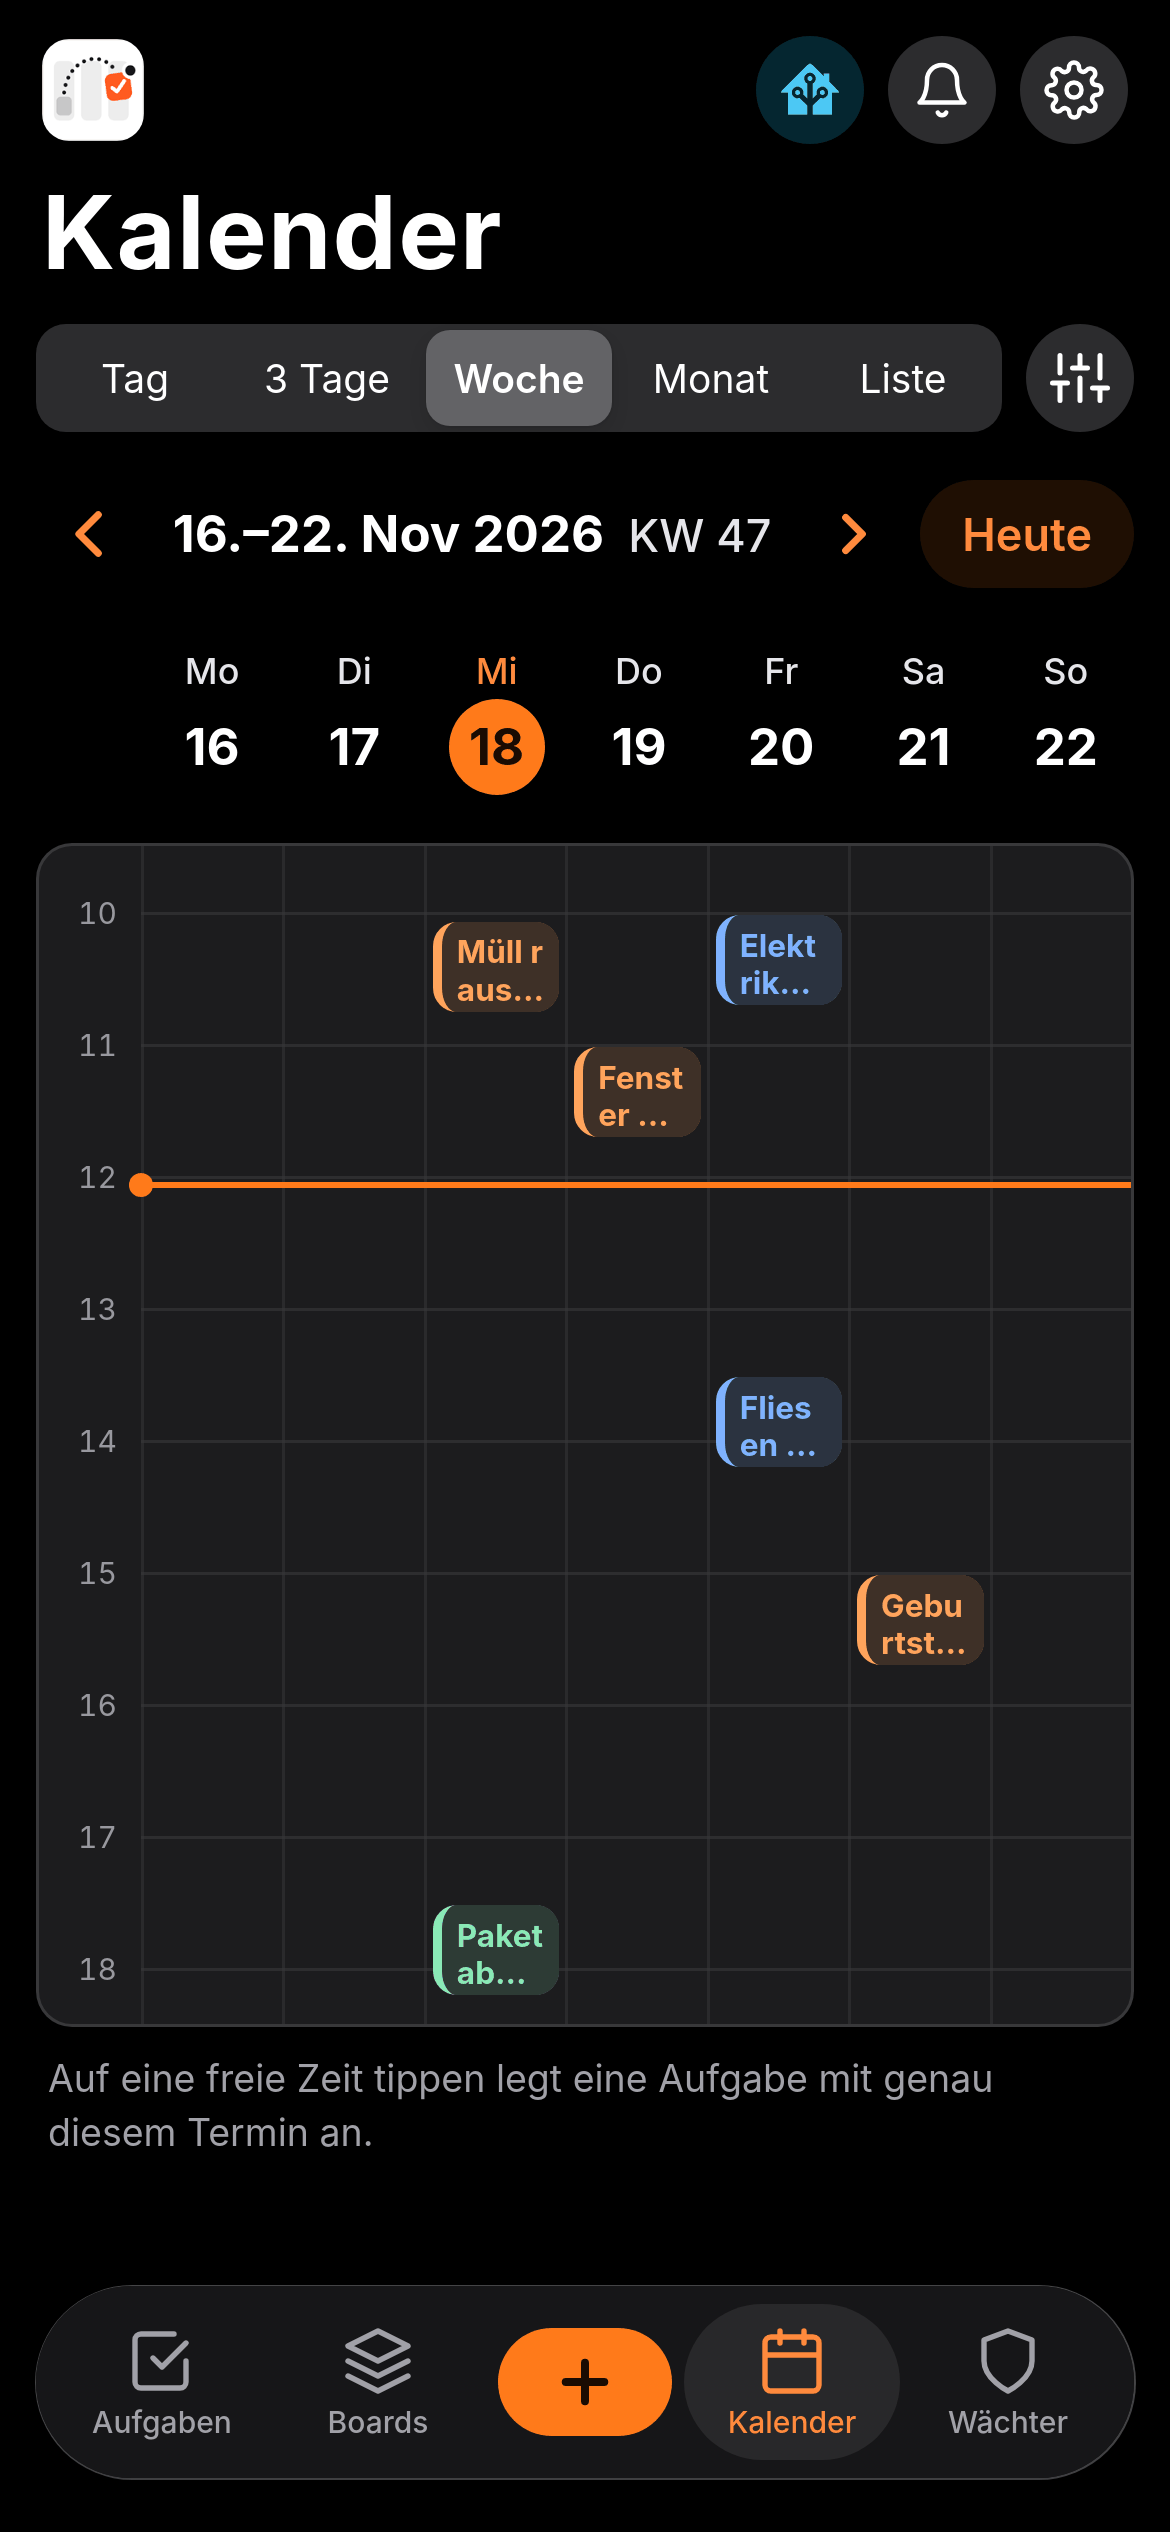 Kalender
Tag 3 Tage Woche Monat Liste
16.–22. Nov 2026 KW 47 Heute
Mo Di Mi Do Fr Sa So
16 17 18 19 20 21 22
10
Müll r
aus...
Elekt
rik...
11
Fenst
er ...
12
13
Flies
en ...
14
15
Gebu
rtst...
16
17
Paket
ab...
18
Auf eine freie Zeit tippen legt eine Aufgabe mit genau
diesem Termin an.
Aufgaben Boards Kalender Wächter